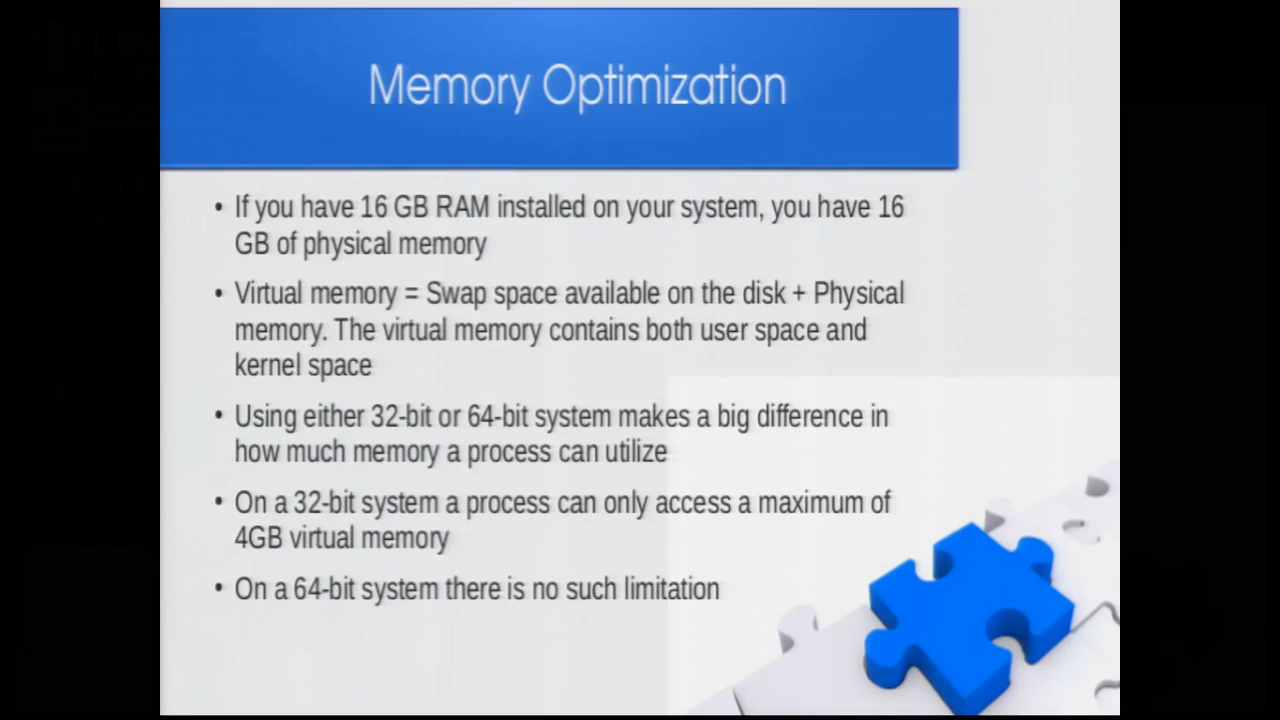 Memory Optimization
• If you have 16 GB RAM installed on your system, you have 16
GB of physical memory
• Virtual memory = Swap space available on the disk + Physical
memory. The virtual memory contains both user space and
kernel space
• Using either 32-bit or 64-bit system makes a big difference in
how much memory a process can utilize
• On a 32-bit system a process can only access a maximum of
4GB virtual memory
• On a 64-bit system there is no such limitation